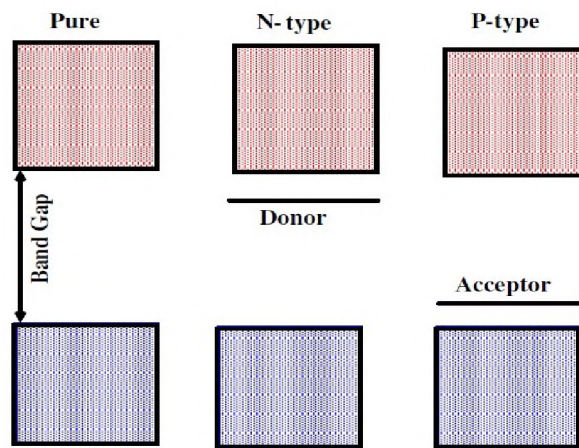 Pure
N-type
P-type
Band Gap
Donor
Acceptor